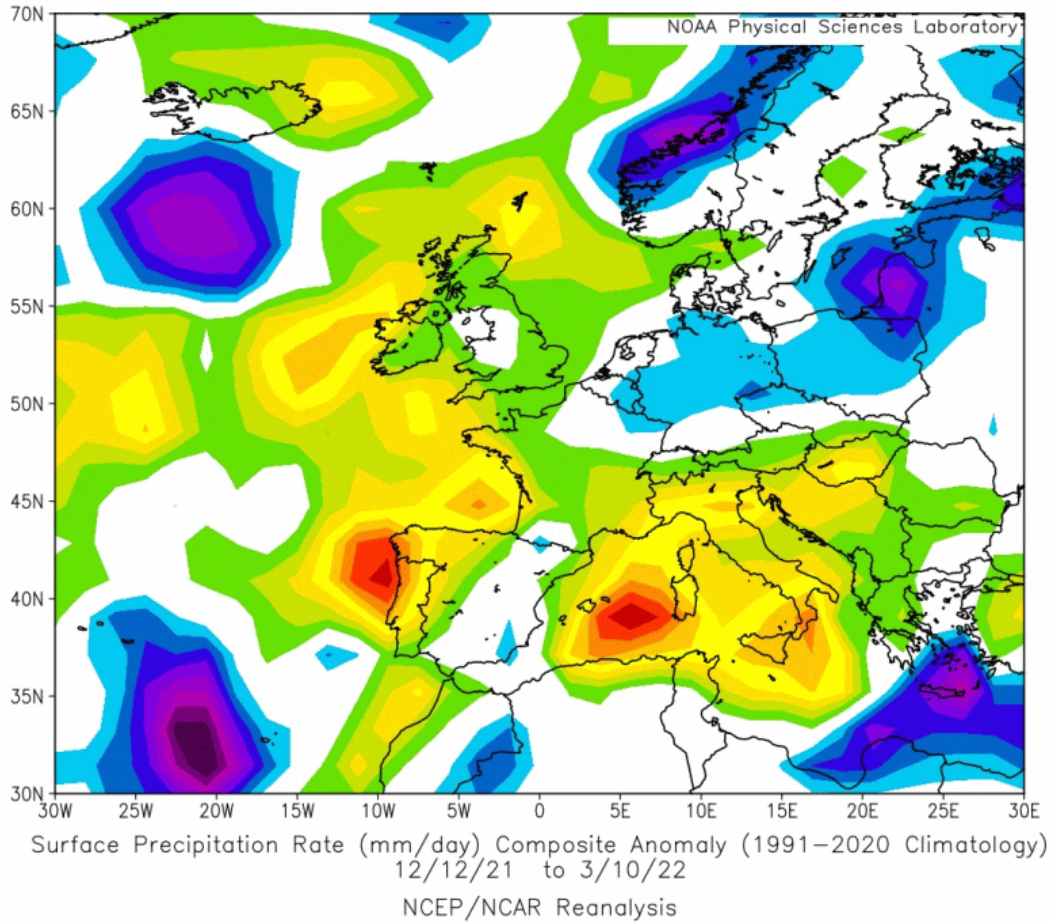 NOAA Physical Sciences Laboratory
70N
65N
60N
55N
50N
45N
40N
35N
30N
30W 25W 20W 15W 10W 5W 0 5E 10E 15E 20E 25E 30E
Surface Precipitation Rate (mm/day) Composite Anomaly (1991-2020 Climatology)
12/12/21 to 3/10/22
NCEP/NCAR Reanalysis